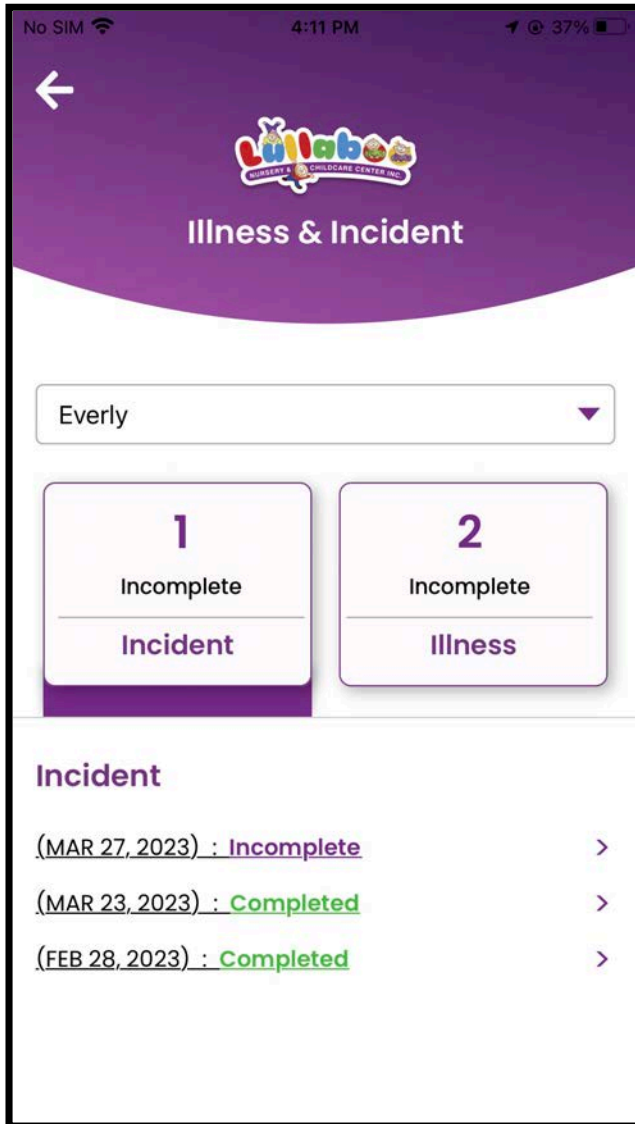 No SIM 4:11 PM 37%
Lullaboo
NURSERY & CHILDCARE CENTER INC.
Illness & Incident
Everly
1 2
Incomplete Incomplete
Incident Illness
Incident
(MAR 27, 2023) : Incomplete >
(MAR 23, 2023) : Completed >
(FEB 28, 2023) : Completed >